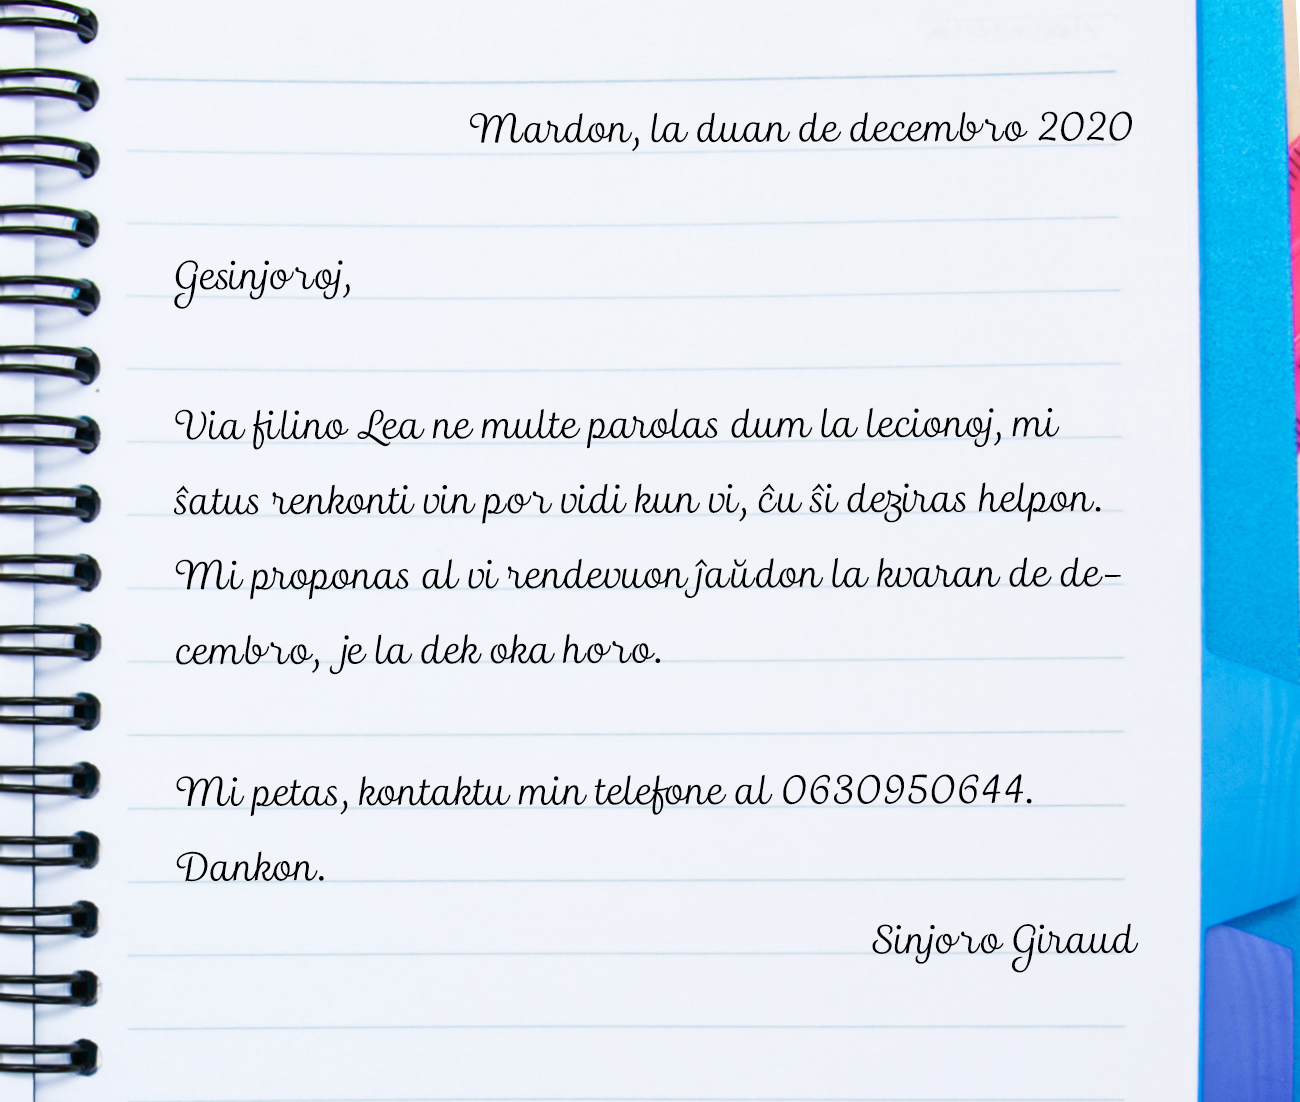 Mardon, la duan de decembro 2020
Gesinjoroj,
Via filino Lea ne multe parolas dum la lecionoj, mi
ŝatus renkonti vin por vidi kun vi, ĉu ŝi deziras helpon.
Mi proponas al vi rendevuon ĵaŭdon la kvaran de de-
cembro, je la dek oka horo.
Mi petas, kontaktu min telefone al 0630950644.
Dankon.
Sinjoro Giraud